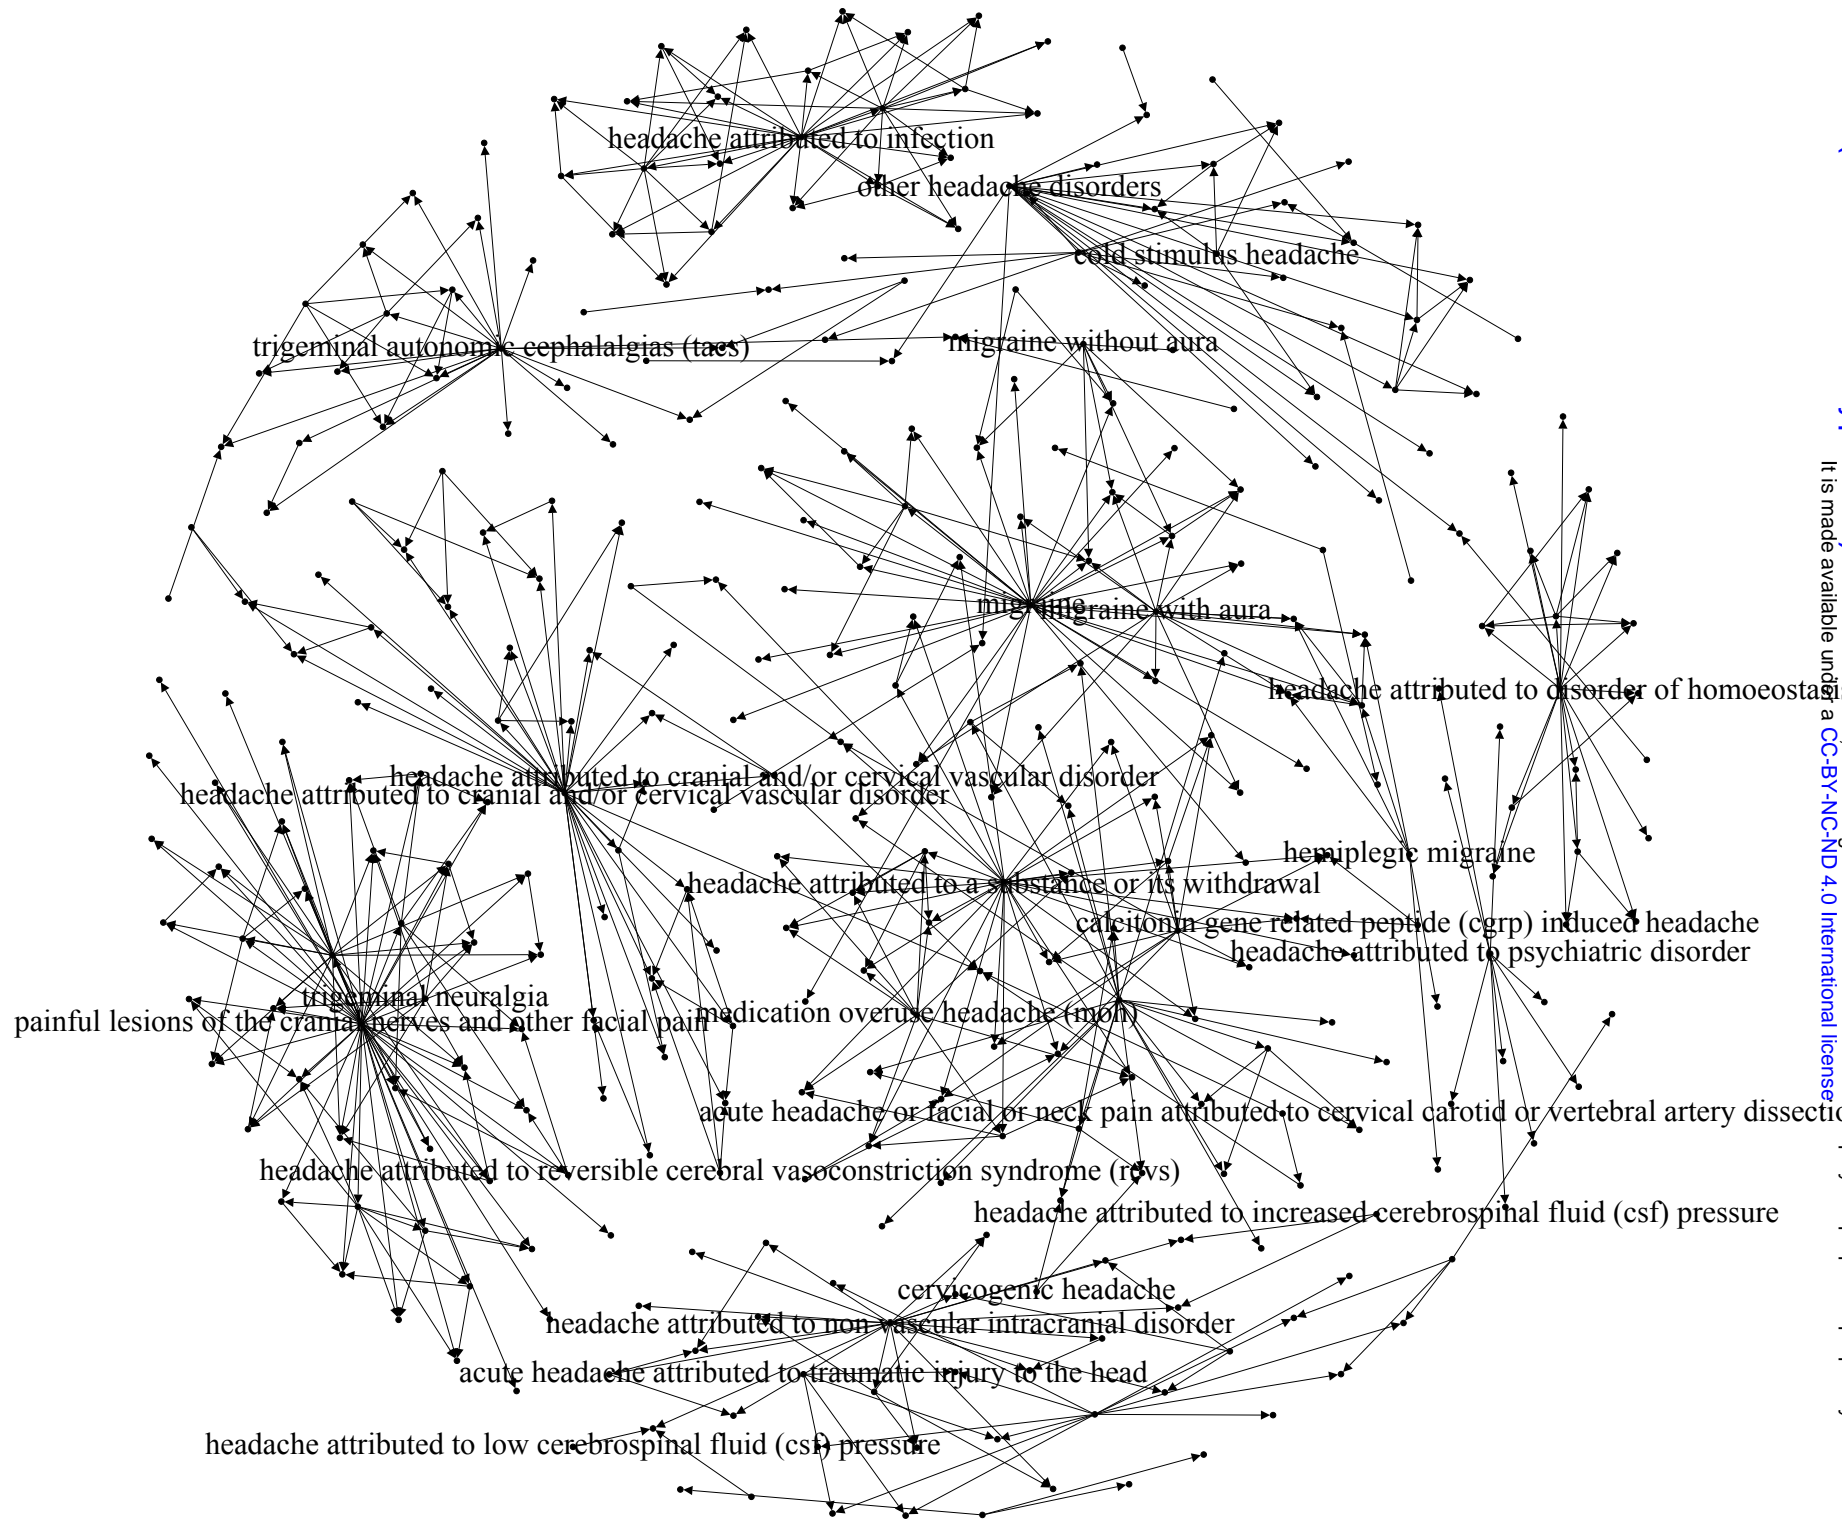 headache attributed to infection
other headache disorders
cold stimulus headache
trigeminal autonomic cephalalgias (tacs)
migraine without aura
migraine
migraine with aura
headache attributed to disorder of homoeostasis
headache attributed to cranial and/or cervical vascular disorder
headache attributed to cranial and/or cervical vascular disorder
hemiplegic migraine
headache attributed to a substance or its withdrawal
calcitonin gene related peptide (cgrp) induced headache
headache attributed to psychiatric disorder
trigeminal neuralgia
medication overuse headache (moh)
painful lesions of the cranial nerves and other facial pain
acute headache or facial or neck pain attributed to cervical carotid or vertebral artery dissectio
headache attributed to reversible cerebral vasoconstriction syndrome (rcvs)
headache attributed to increased cerebrospinal fluid (csf) pressure
cervicogenic headache
headache attributed to non vascular intracranial disorder
acute headache attributed to traumatic injury to the head
headache attributed to low cerebrospinal fluid (csf) pressure
It is made available under a CC-BY-NC-ND 4.0 International license